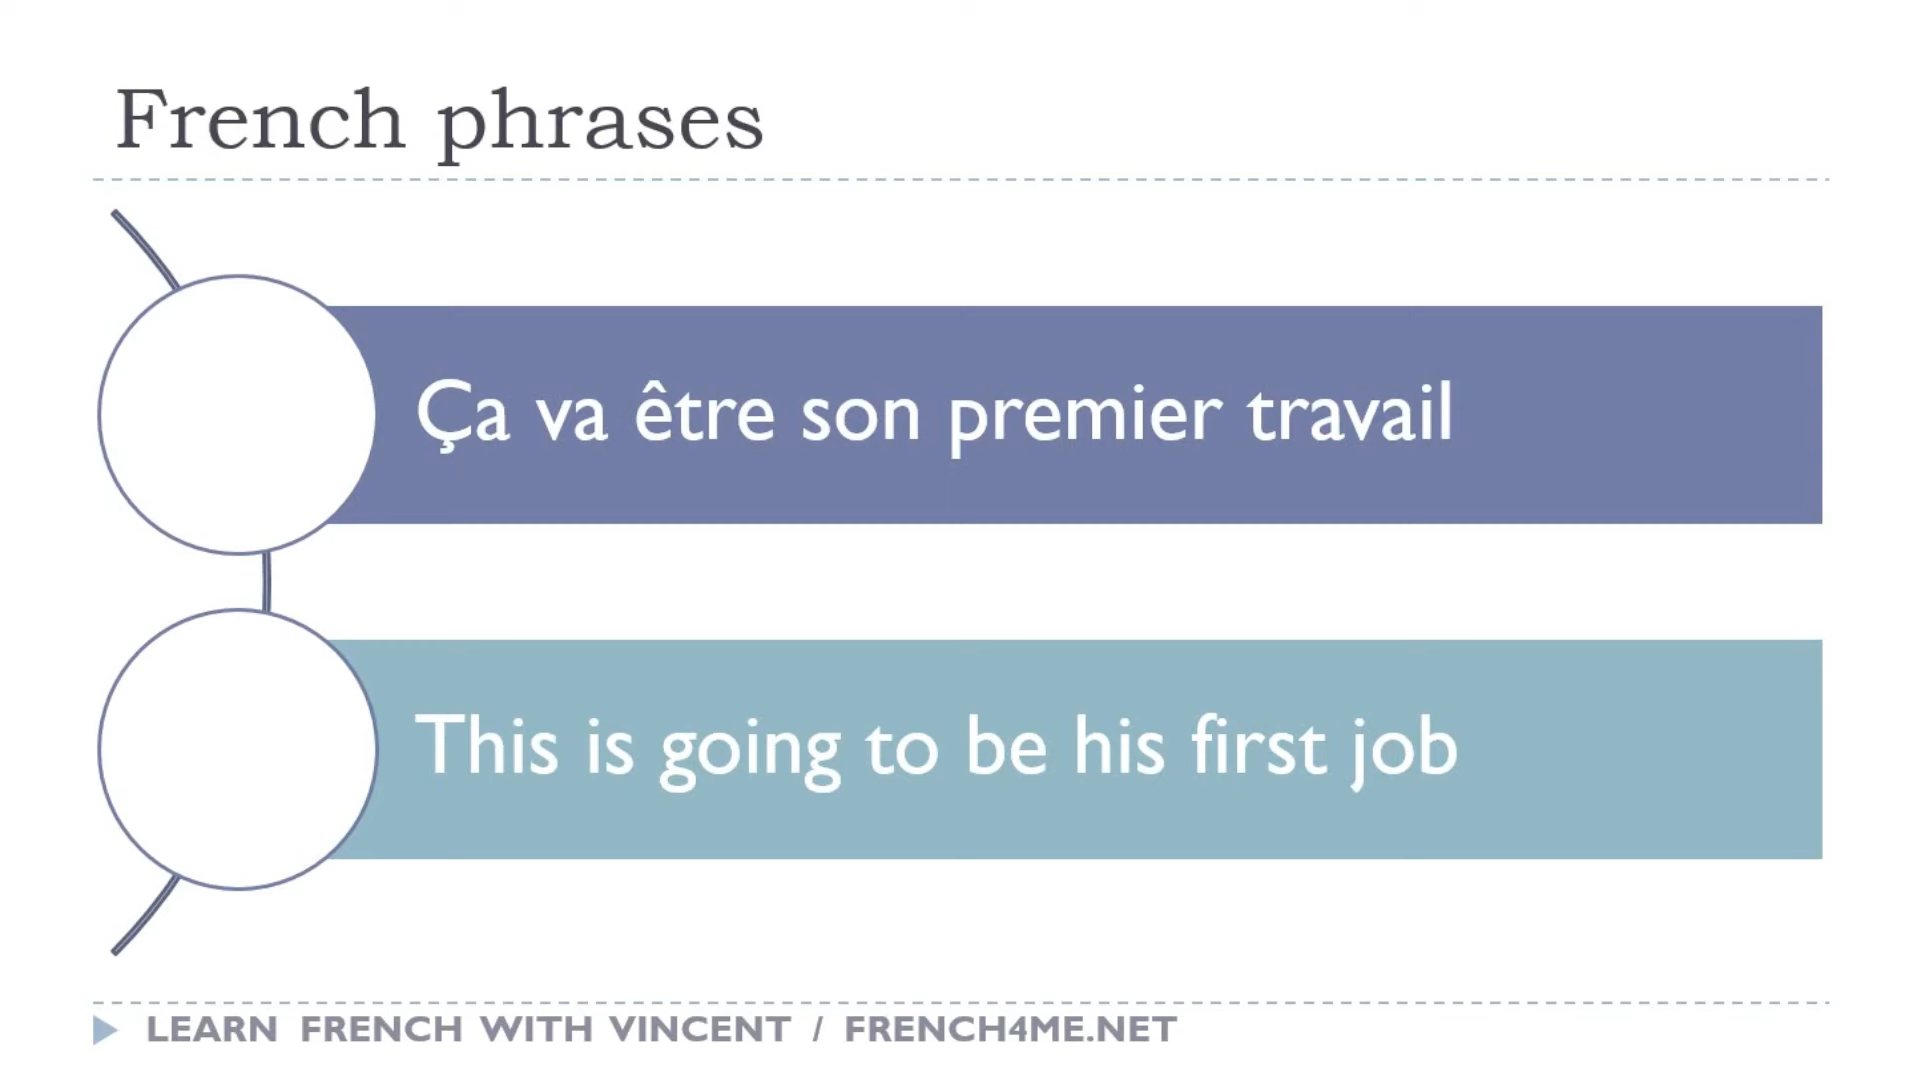 French phrases
Ça va être son premier travail
This is going to be his first job
LEARN FRENCH WITH VINCENT / FRENCH4ME.NET